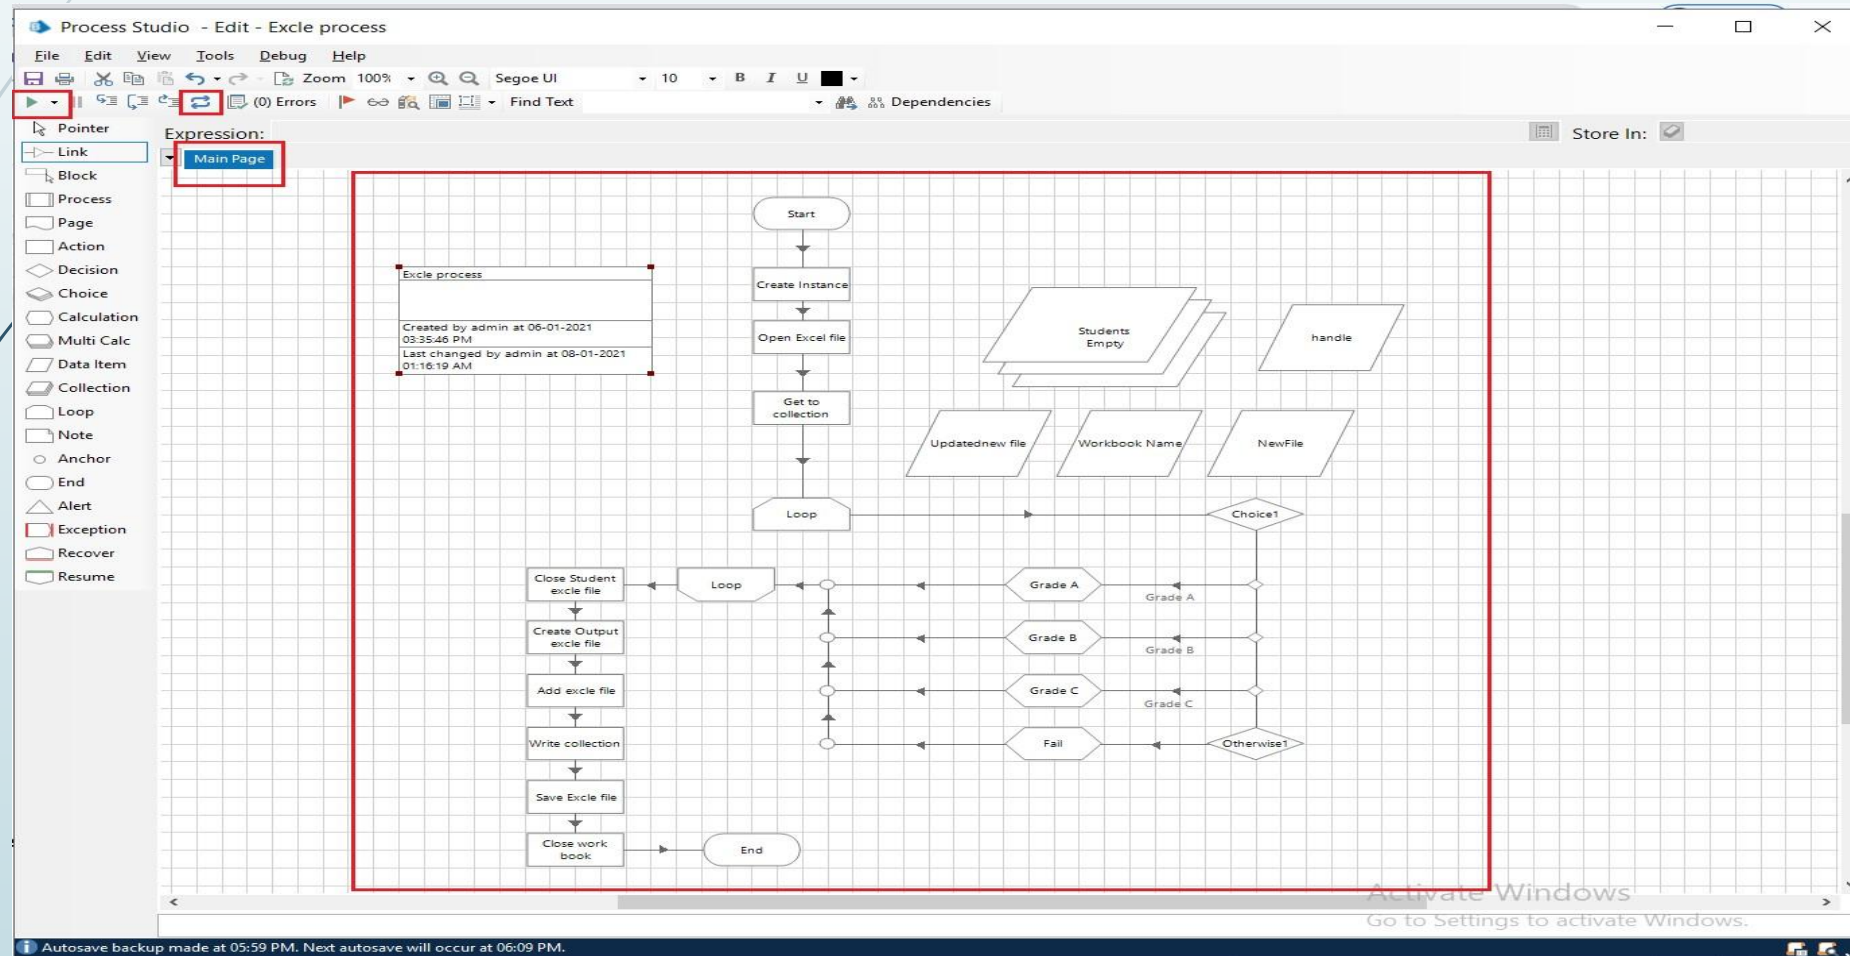 Process Studio - Edit - Excle process
File Edit View Tools Debug Help
Zoom 100% Segoe UI 10 B I U
(0) Errors Find Text Dependencies
Pointer
Link
Block
Process
Page
Action
Decision
Choice
Calculation
Multi Calc
Data Item
Collection
Loop
Note
Anchor
End
Alert
Exception
Recover
Resume
Expression:
Store In:
Main Page
Start
Excle process
Created by admin at 06-01-2021
03:35:46 PM
Last changed by admin at 08-01-2021
01:16:19 AM
Create Instance
Open Excel file
Get to
collection
Students
Empty
handle
Updatednew file
Workbook Name
NewFile
Loop
Choice1
Close Student
excle file
Loop
Grade A
Grade A
Create Output
excle file
Grade B
Grade B
Add excle file
Grade C
Grade C
Write collection
Fail
Otherwise1
Save Excle file
Close work
book
End
Activate Windows
Go to Settings to activate Windows.
Autosave backup made at 05:59 PM. Next autosave will occur at 06:09 PM.